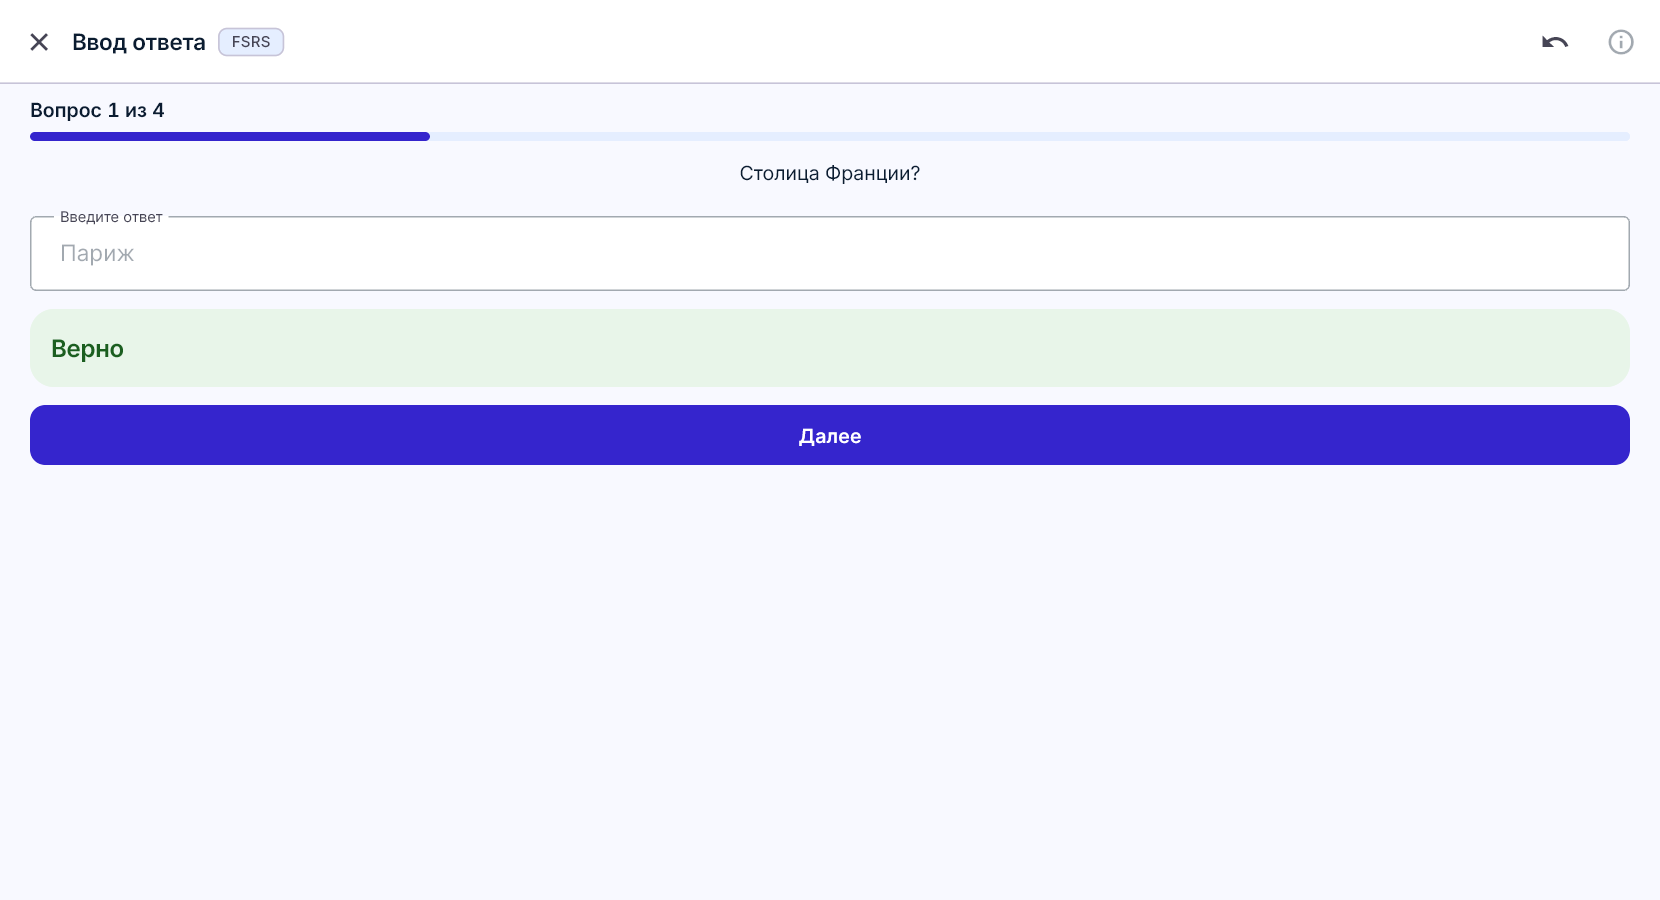 Ввод ответа FSRS
Вопрос 1 из 4
Столица Франции?
Введите ответ
Париж
Верно
Далее